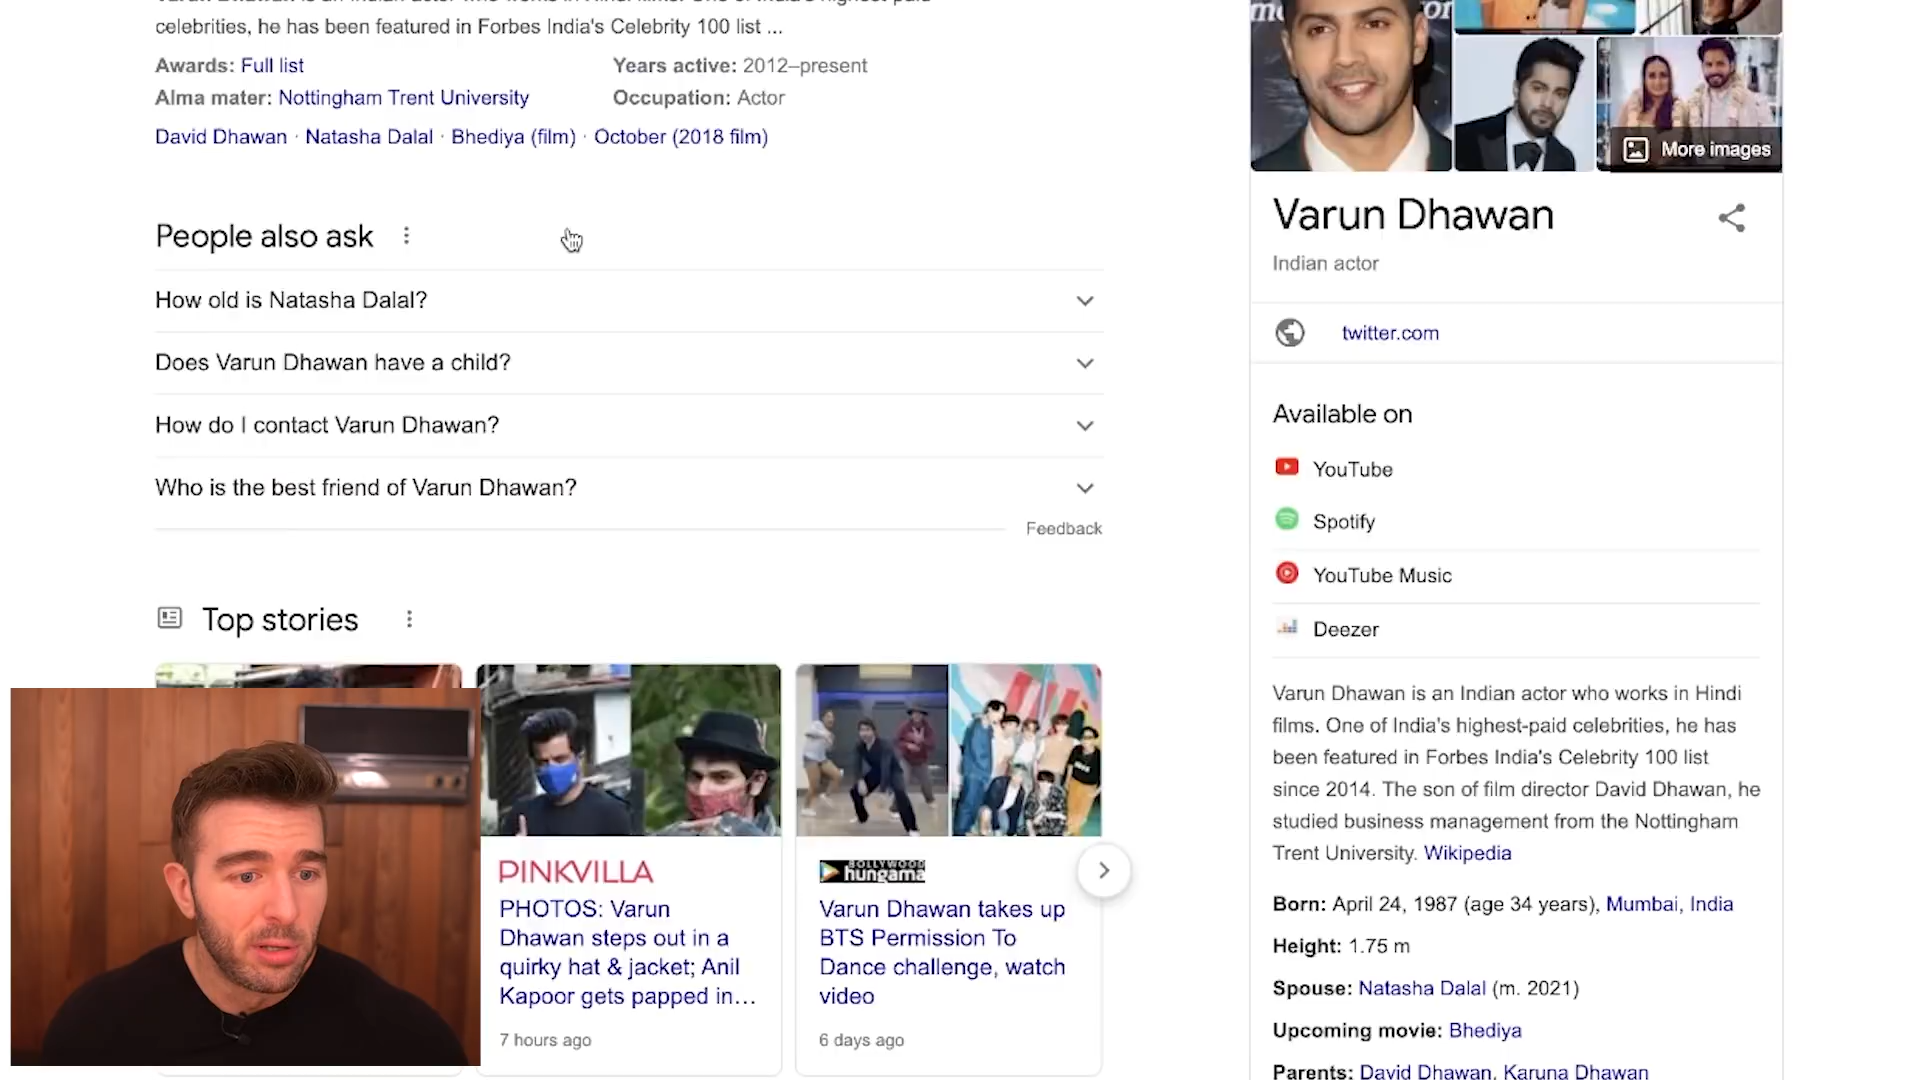 celebrities, he has been featured in Forbes India's Celebrity 100 list ...
Awards: Full list
Years active: 2012–present
Alma mater: Nottingham Trent University
Occupation: Actor
David Dhawan · Natasha Dalal · Bhediya (film) · October (2018 film)
People also ask
How old is Natasha Dalal?
Does Varun Dhawan have a child?
How do I contact Varun Dhawan?
Who is the best friend of Varun Dhawan?
Feedback
Top stories
PINKVILLA
PHOTOS: Varun
Dhawan steps out in a
quirky hat & jacket; Anil
Kapoor gets papped in...
7 hours ago
BOLLYWOOD
hungama
Varun Dhawan takes up
BTS Permission To
Dance challenge, watch
video
6 days ago
More images
Varun Dhawan
Indian actor
twitter.com
Available on
YouTube
Spotify
YouTube Music
Deezer
Varun Dhawan is an Indian actor who works in Hindi
films. One of India's highest-paid celebrities, he has
been featured in Forbes India's Celebrity 100 list
since 2014. The son of film director David Dhawan, he
studied business management from the Nottingham
Trent University. Wikipedia
Born: April 24, 1987 (age 34 years), Mumbai, India
Height: 1.75 m
Spouse: Natasha Dalal (m. 2021)
Upcoming movie: Bhediya
Parents: David Dhawan, Karuna Dhawan